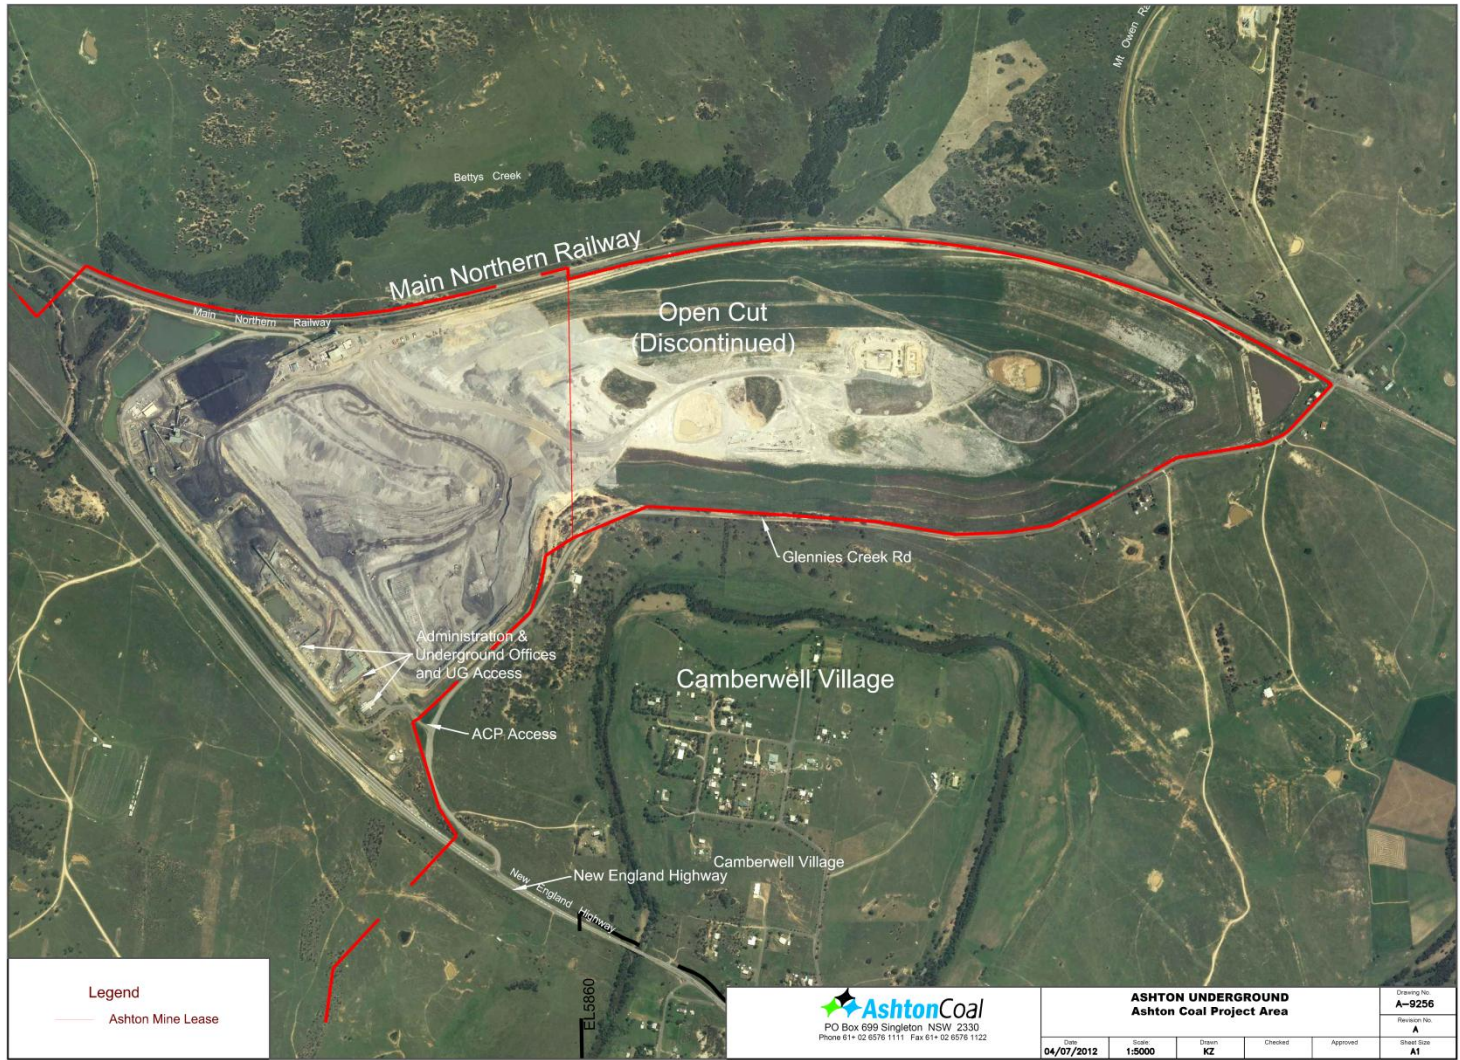 Mt Owen
Bettys Creek
Main Northern Railway
Main Northern Railway
Open Cut
(Discontinued)
Glennies Creek Rd
Administration &
Underground Offices
and UG Access
Camberwell Village
ACP Access
Camberwell Village
New England Highway
New England Highway
EL5860
Legend
Ashton Mine Lease
AshtonCoal
PO Box 699 Singleton NSW 2330
Phone 61+ 02 6576 1111 Fax 61+ 02 6576 1122
ASHTON UNDERGROUND
Ashton Coal Project Area
Date
04/07/2012
Scale
1:5000
Drawn
KZ
Checked
Approved
Drawing No.
A-9256
Revision No.
A
Sheet Size
A1